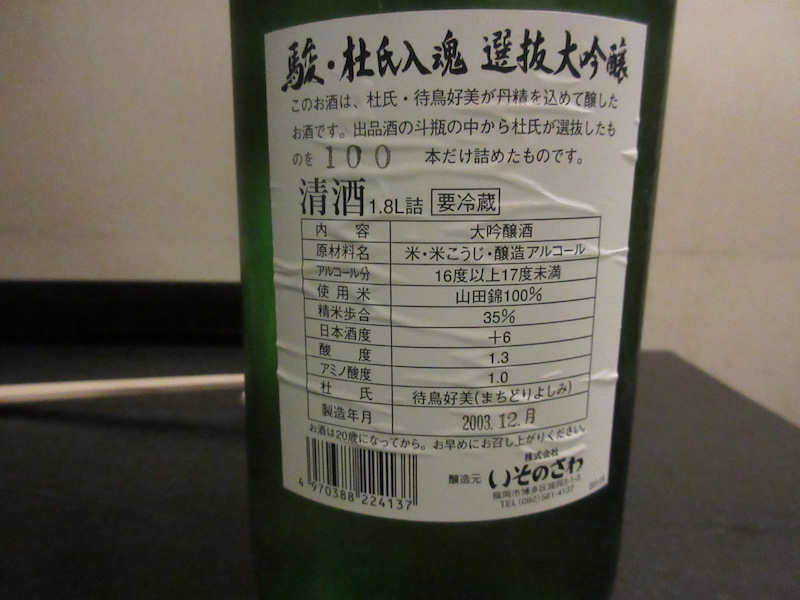 駿・杜氏入魂 選抜大吟醸
このお酒は、杜氏・待鳥好美が丹精を込めて醸した
お酒です。出品酒の斗瓶の中から杜氏が選抜したも
のを 100 本だけ詰めたものです。
清酒 1.8L詰 要冷蔵
内容 大吟醸酒
原材料名 米・米こうじ・醸造アルコール
アルコール分 16度以上17度未満
使用米 山田錦100%
精米歩合 35%
日本酒度 +6
酸度 1.3
アミノ酸度 1.0
杜氏 待鳥好美(まちどりよしみ)
製造年月 2003.12.月
お酒は20歳になってから。お早めにお召し上がりください。
4 970388 224137
株式会社
醸造元 いそのさわ
TEL(092)581-4137